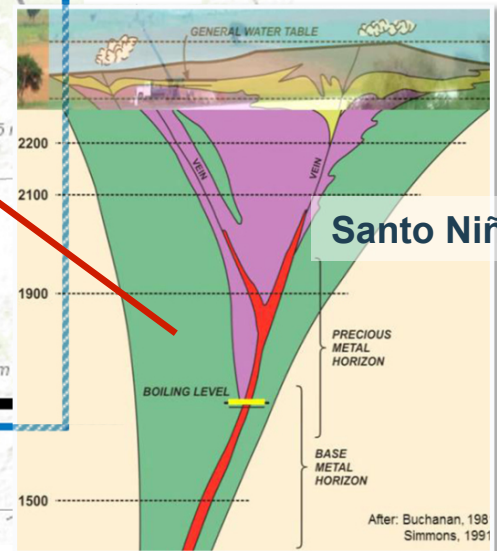 GENERAL WATER TABLE
2200
VEIN
VEIN
2100
Santo Niñ
1900
PRECIOUS
METAL
HORIZON
BOILING LEVEL
BASE
METAL
HORIZON
1500
After: Buchanan, 198
Simmons, 1991